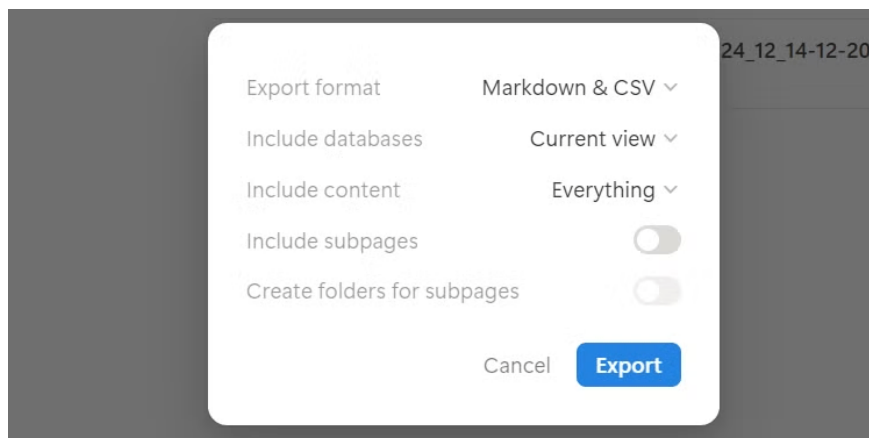 24_12_14-12-20
Export format Markdown & CSV
Include databases Current view
Include content Everything
Include subpages
Create folders for subpages
Cancel Export